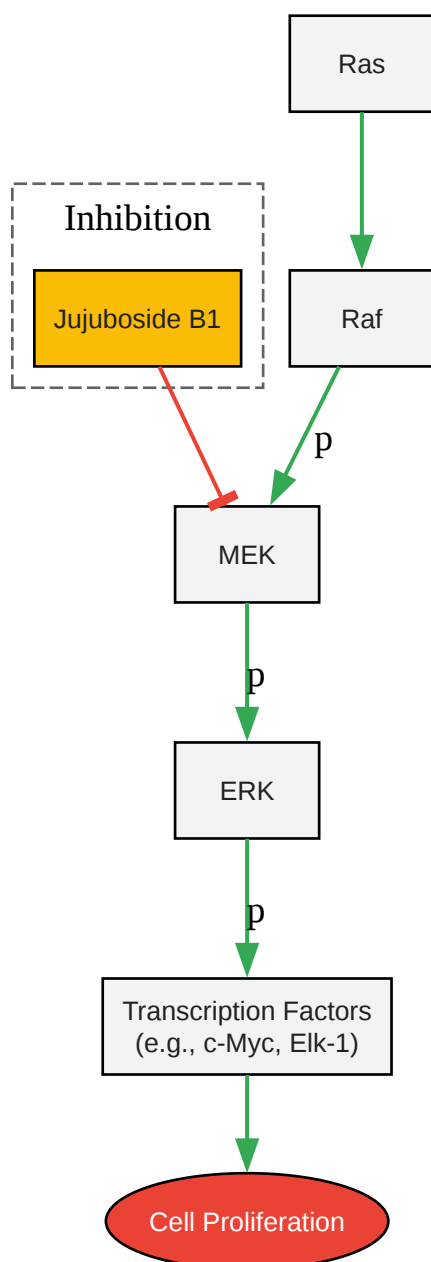 Ras
Inhibition
Jujuboside B1
Raf
p
MEK
p
ERK
p
Transcription Factors
(e.g., c-Myc, Elk-1)
Cell Proliferation